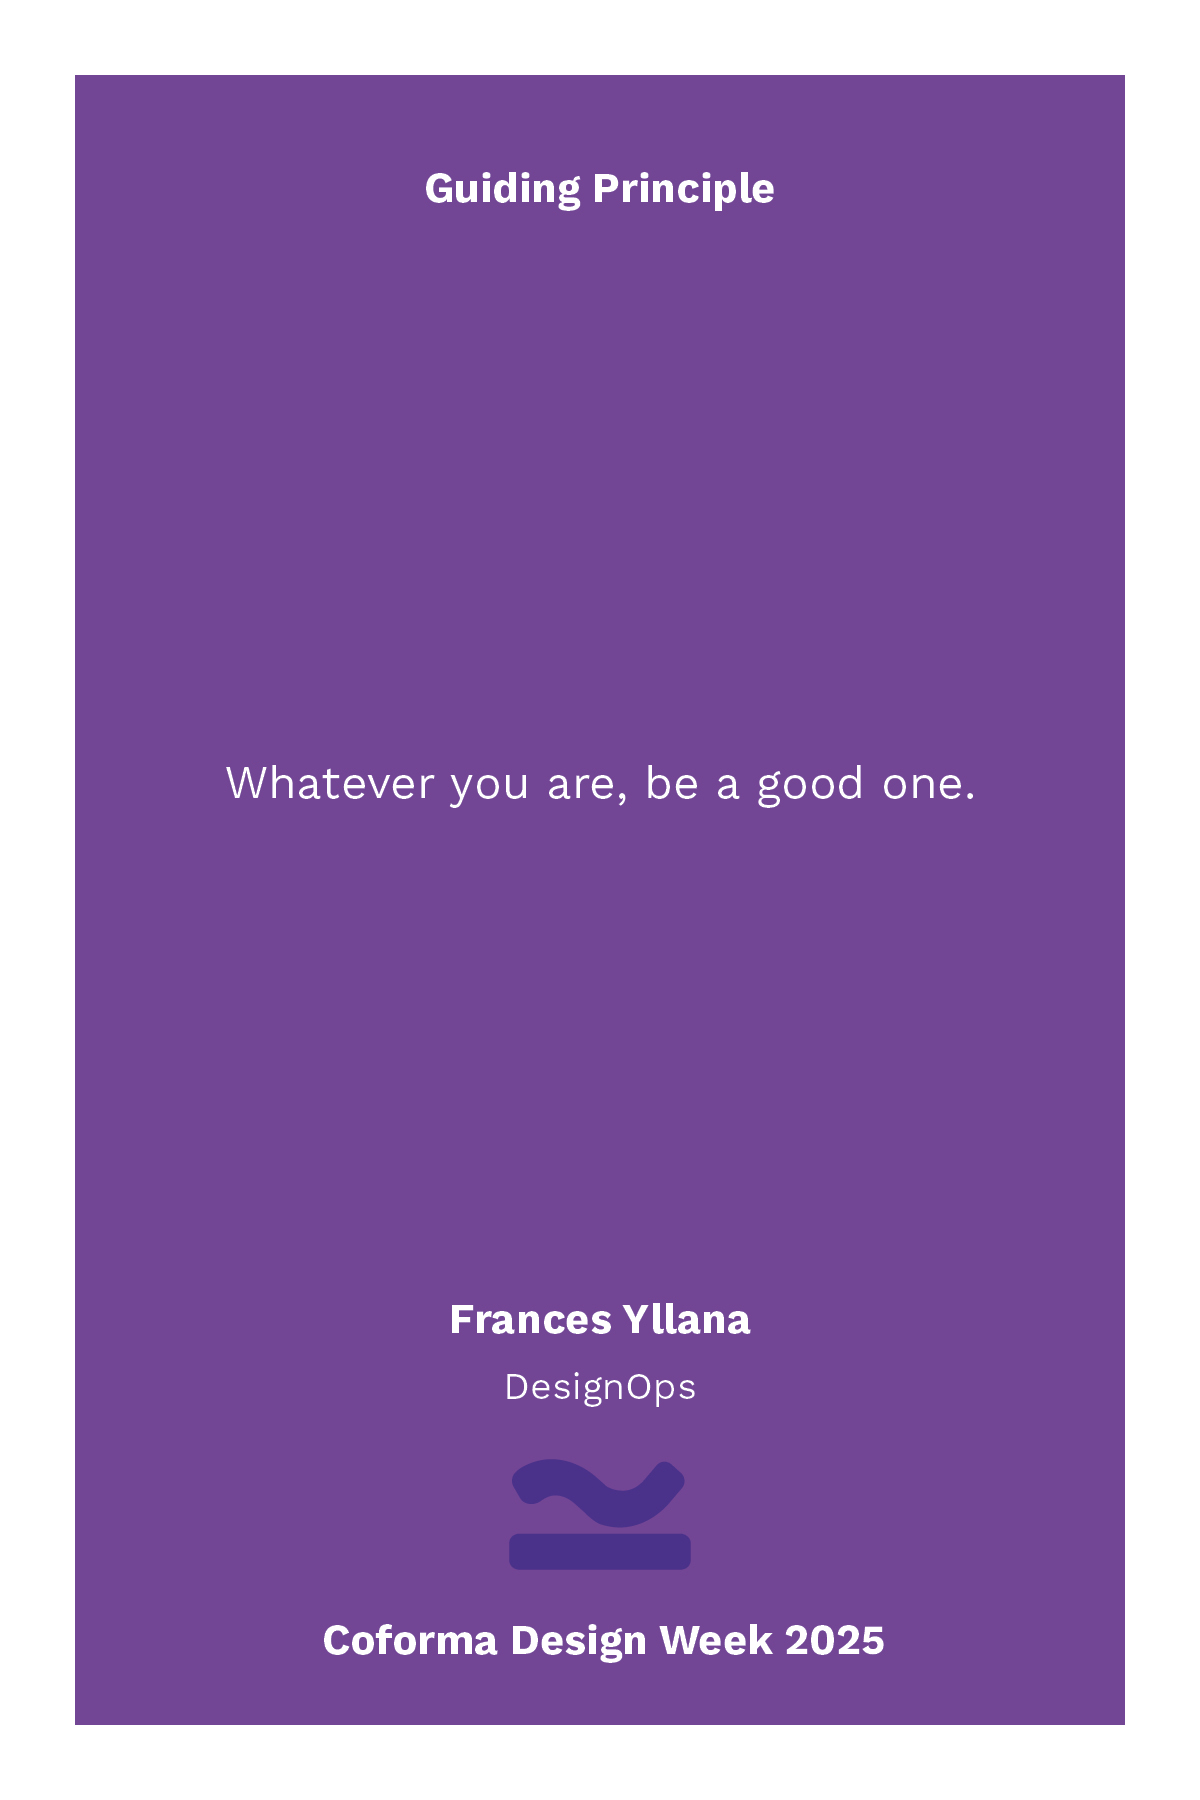 Guiding Principle
Whatever you are, be a good one.
Frances Yllana
DesignOps
Coforma Design Week 2025